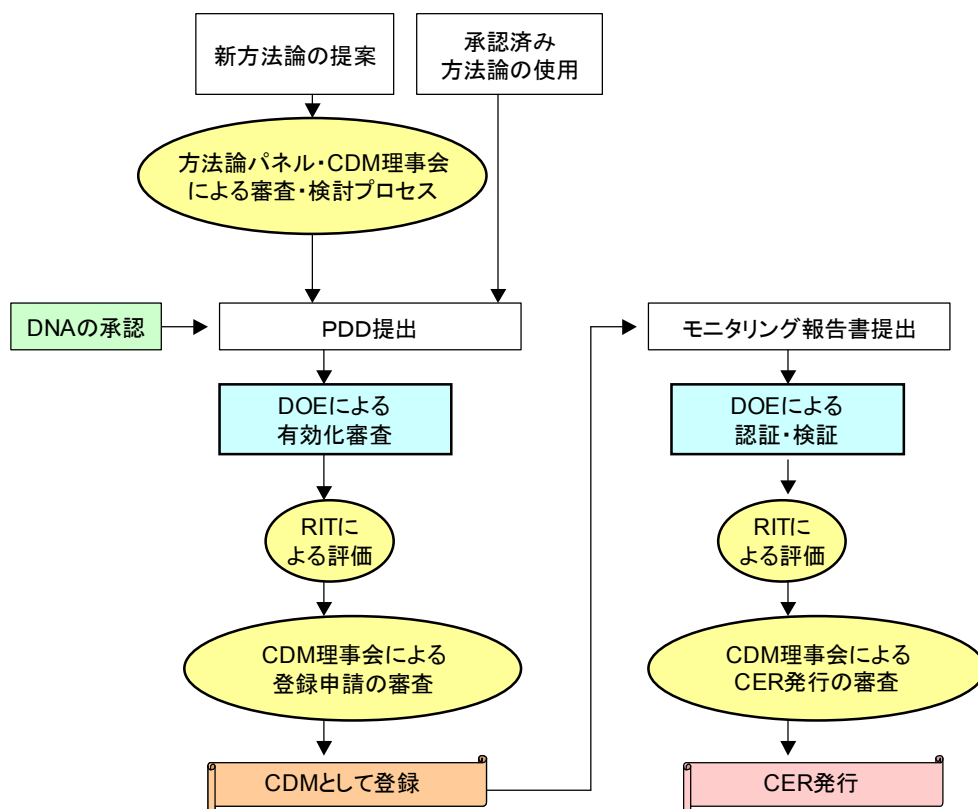 新方法論の提案
承認済み
方法論の使用
方法論パネル・CDM理事会
による審査・検討プロセス
DNAの承認
PDD提出
モニタリング報告書提出
DOEによる
有効化審査
DOEによる
認証・検証
RITに
よる評価
RITに
よる評価
CDM理事会による
登録申請の審査
CDM理事会による
CER発行の審査
CDMとして登録
CER発行